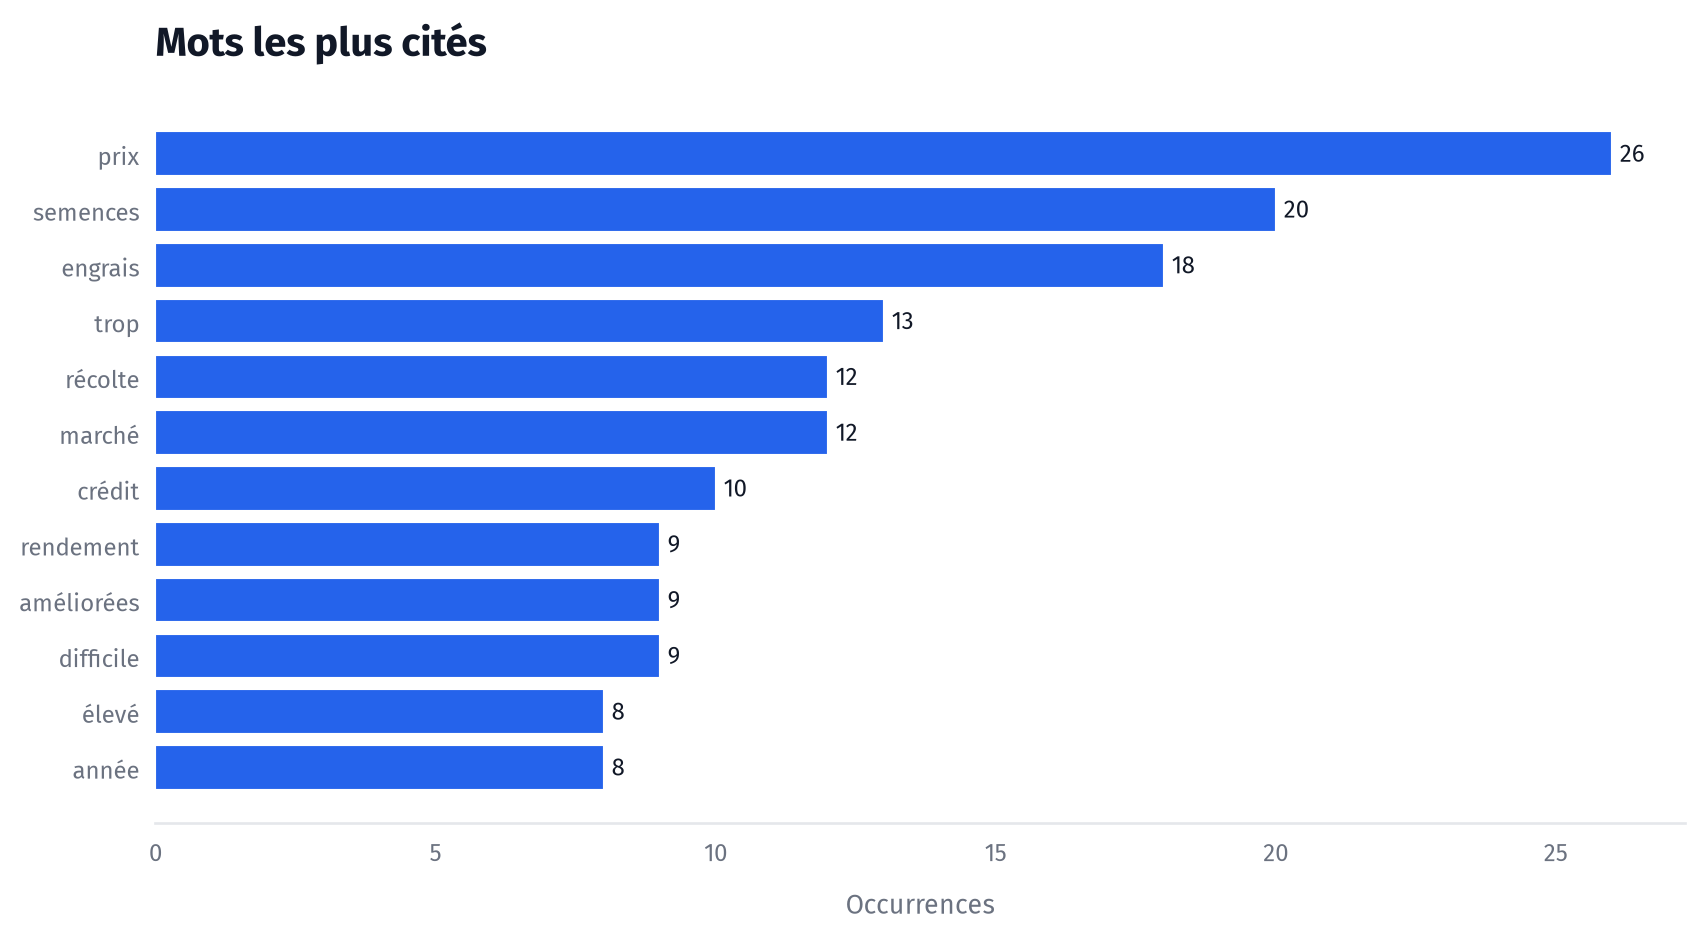 Mots les plus cités
prix 26
semences 20
engrais 18
trop 13
récolte 12
marché 12
crédit 10
rendement 9
améliorées 9
difficile 9
élevé 8
année 8
0 5 10 15 20 25
Occurrences